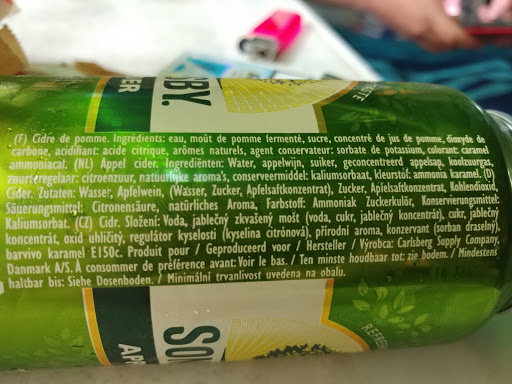 SBY.
DER
STE
(F) Cidre de pomme. Ingrédients: eau, moût de pomme fermenté, sucre, concentré de jus de pomme, dioxyde de
carbone, acidifiant: acide citrique, arômes naturels, agent conservateur: sorbate de potassium, colorant: caramel
ammoniacal. (NL) Appel cider. Ingrediënten: Water, appelwijn, suiker, geconcentreerd appelsap, koolzuurgas,
zuurteregelaar: citroenzuur, natuurlijke aroma's, conserveermiddel: kaliumsorbaat, kleurstof: ammonia karamel. (D)
Cider. Zutaten: Wasser, Apfelwein, (Wasser, Zucker, Apfelsaftkonzentrat), Zucker, Apfelsaftkonzentrat, Kohlendioxid,
Säuerungsmittel: Citronensäure, natürliches Aroma, Farbstoff: Ammoniak Zuckerkulör, Konservierungsmittel:
Kaliumsorbat. (CZ) Cidr. Složení: Voda, jablečný zkvašený mošt (voda, cukr, jablečný koncentrát), cukr, jablečný
koncentrát, oxid uhličitý, regulátor kyselosti (kyselina citrónová), přírodní aroma, konzervant (sorban draselný),
barvivo karamel E150c. Produit pour / Geproduceerd voor / Hersteller / Výrobca: Carlsberg Supply Company,
Danmark A/S. À consommer de préférence avant: Voir le bas. / Ten minste houdbaar tot: zie bodem. / Mindestens
haltbar bis: Siehe Dosenboden. / Minimální trvanlivost uvedena na obalu.
SO
AP
REFRE